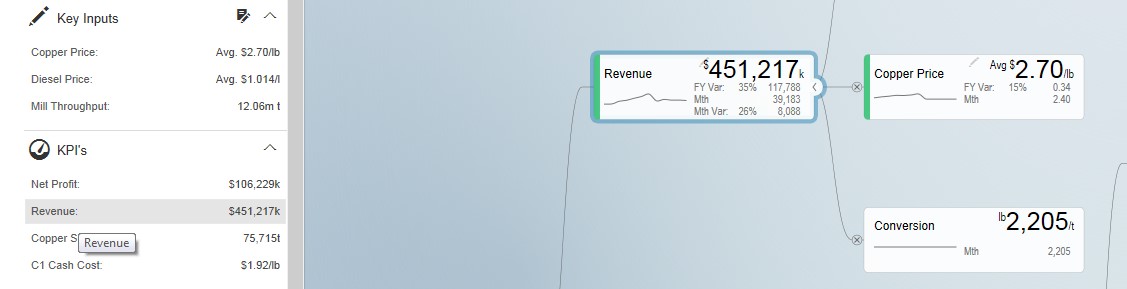 Key Inputs
Copper Price: Avg. $2.70/lb
Diesel Price: Avg. $1.014/l
Mill Throughput: 12.06m t
KPI's
Net Profit: $106,229k
Revenue: $451,217k
Copper S 75,715t
Revenue
C1 Cash Cost: $1.92/lb
Revenue $451,217k
FY Var: 35% 117,788
Mth 39,183
Mth Var: 26% 8,088
Copper Price Avg $2.70/lb
FY Var: 15% 0.34
Mth 2.40
Conversion lb2,205/t
Mth 2,205